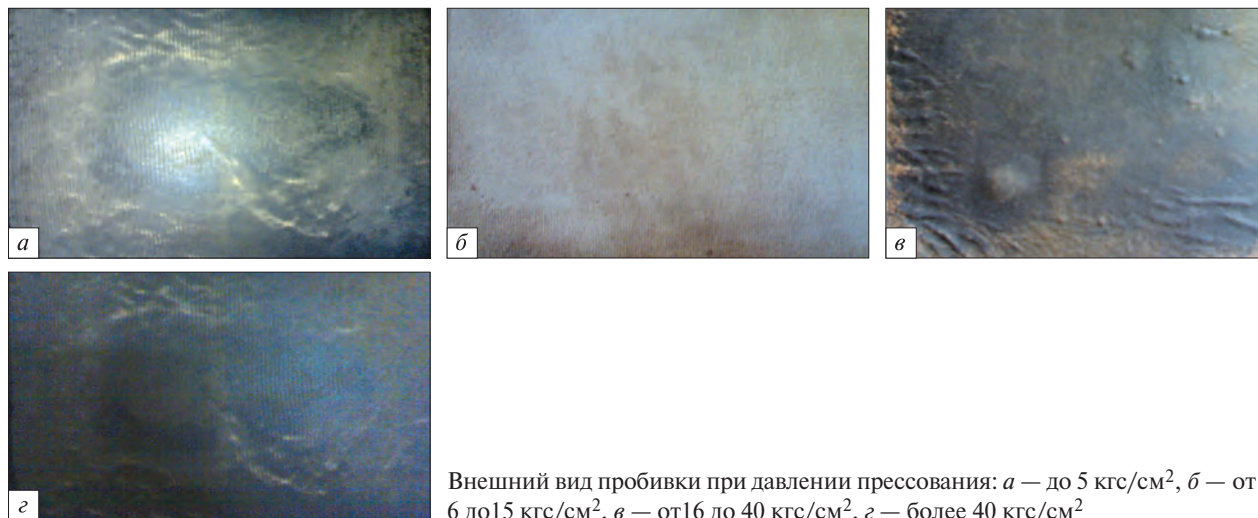 а
б
в
г
Внешний вид пробивки при давлении прессования: а — до 5 кгс/см², б — от
6 до15 кгс/см², в — от16 до 40 кгс/см², г — более 40 кгс/см²